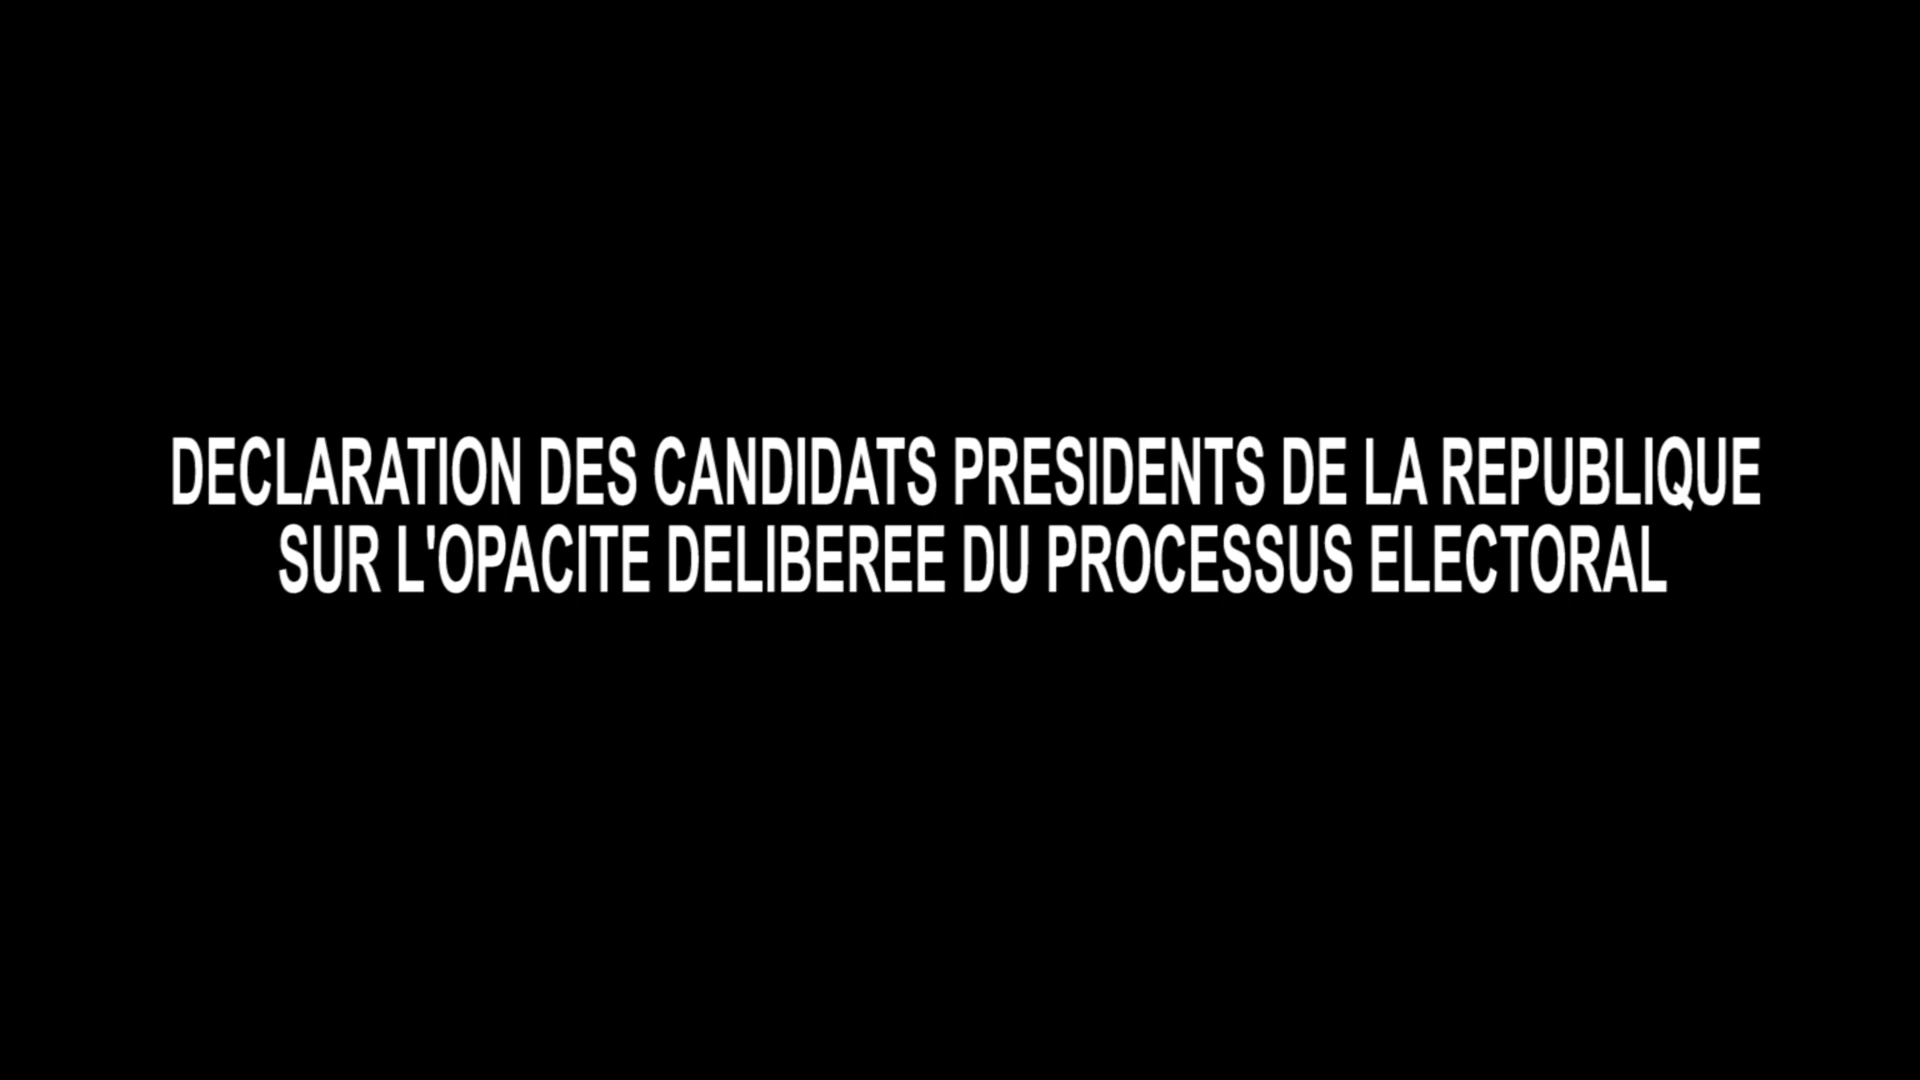 DECLARATION DES CANDIDATS PRESIDENTS DE LA REPUBLIQUE
SUR L'OPACITE DELIBEREE DU PROCESSUS ELECTORAL